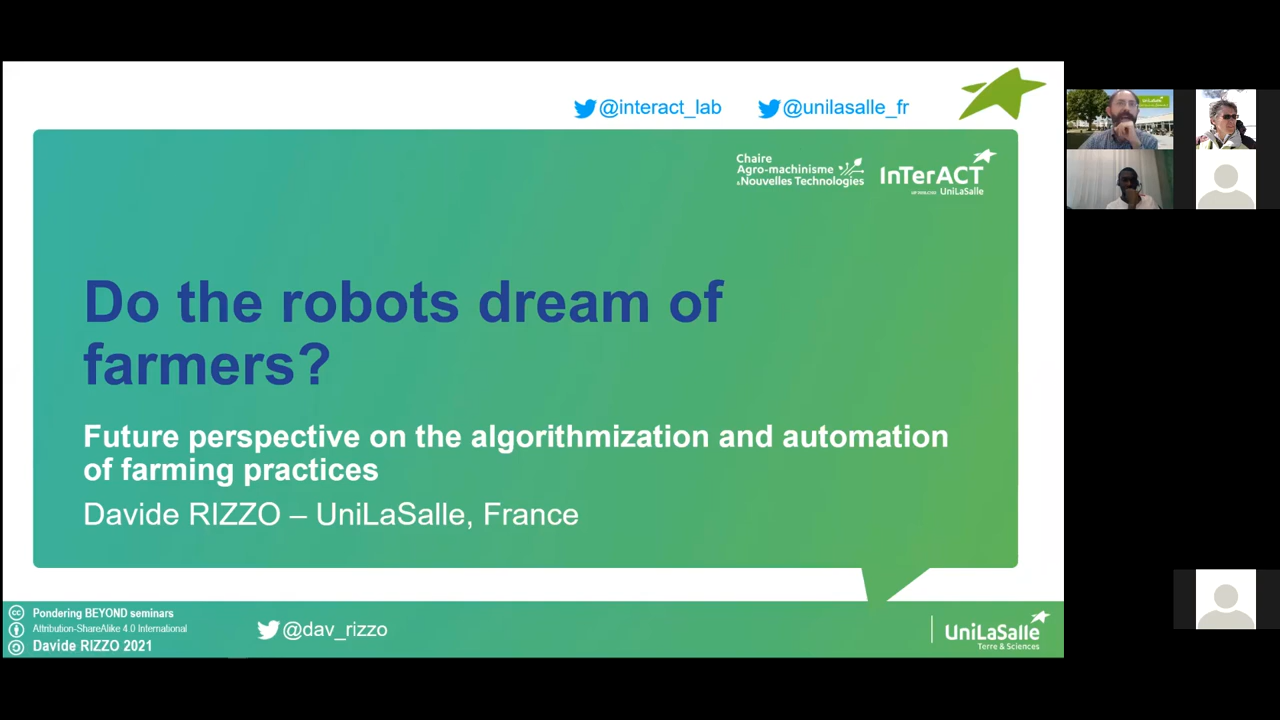 @interact_lab @unilasalle_fr
Chaire
Agro-machinisme
&Nouvelles Technologies
InTerACT
UniLaSalle
Do the robots dream of
farmers?
Future perspective on the algorithmization and automation
of farming practices
Davide RIZZO – UniLaSalle, France
Pondering BEYOND seminars
Attribution-ShareAlike 4.0 International
Davide RIZZO 2021
@dav_rizzo
UniLaSalle
Terre & Sciences
UniLaSalle